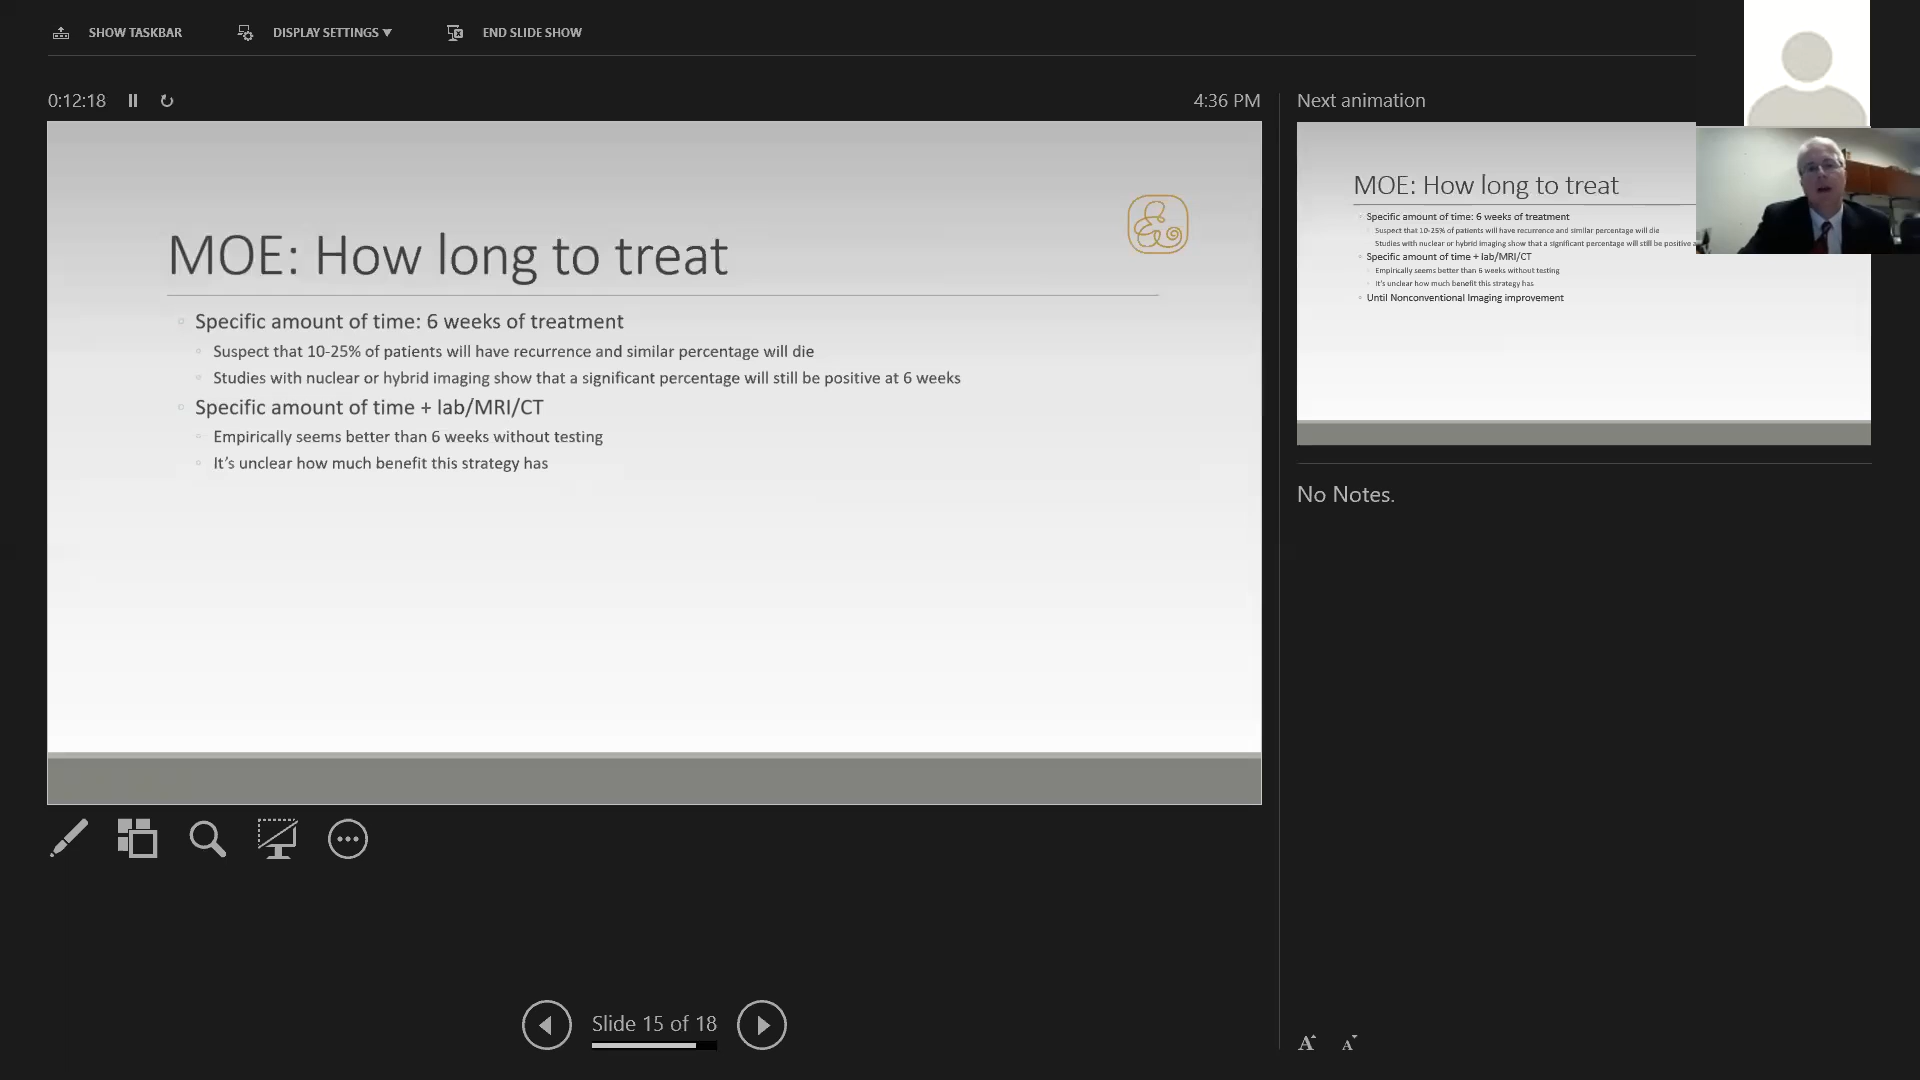 SHOW TASKBAR
DISPLAY SETTINGS ▼
END SLIDE SHOW
0:12:18
4:36 PM
Next animation
MOE: How long to treat
Specific amount of time: 6 weeks of treatment
Suspect that 10-25% of patients will have recurrence and similar percentage will die
Studies with nuclear or hybrid imaging show that a significant percentage will still be positive at 6 weeks
Specific amount of time + lab/MRI/CT
Empirically seems better than 6 weeks without testing
It's unclear how much benefit this strategy has
MOE: How long to treat
Specific amount of time: 6 weeks of treatment
Suspect that 10-25% of patients will have recurrence and similar percentage will die
Studies with nuclear or hybrid imaging show that a significant percentage will still be positive a
Specific amount of time + lab/MRI/CT
Empirically seems better than 6 weeks without testing
It's unclear how much benefit this strategy has
Until Nonconventional Imaging improvement
No Notes.
Slide 15 of 18
A A